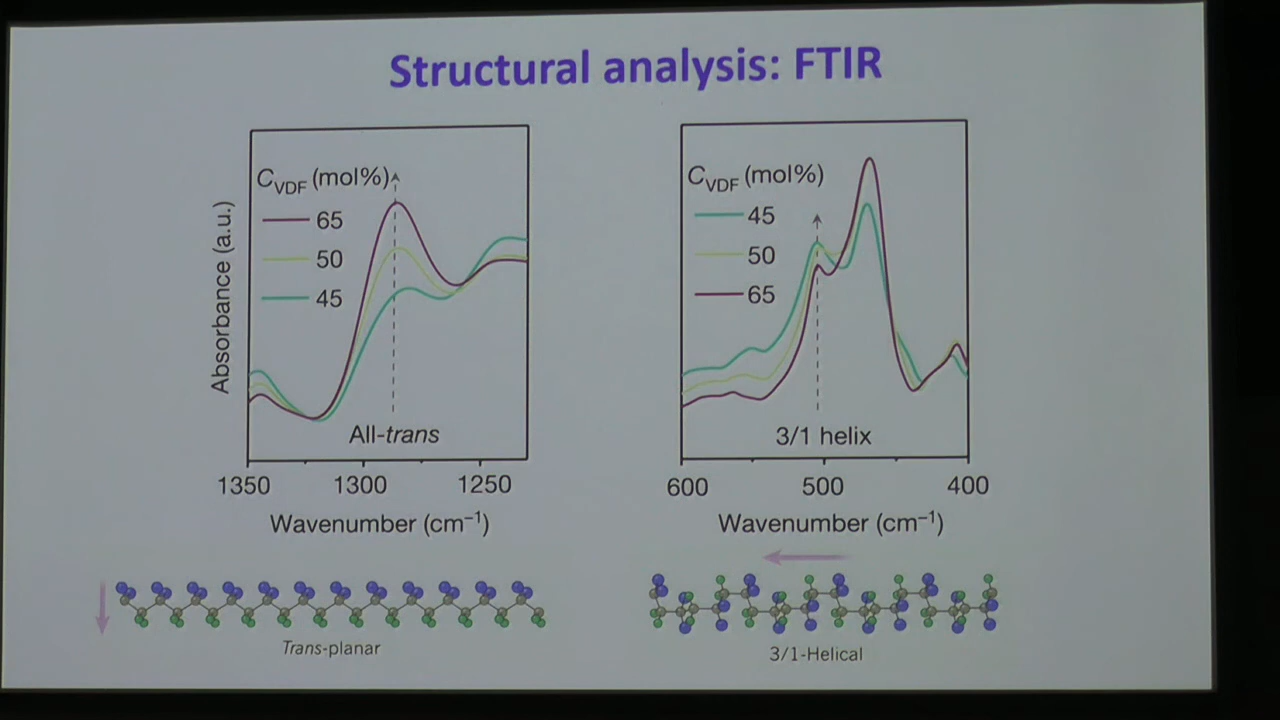 Structural analysis: FTIR
C_VDF (mol%)
65
50
45
Absorbance (a.u.)
All-trans
1350 1300 1250
Wavenumber (cm⁻¹)
Trans-planar
C_VDF (mol%)
45
50
65
3/1 helix
600 500 400
Wavenumber (cm⁻¹)
3/1-Helical